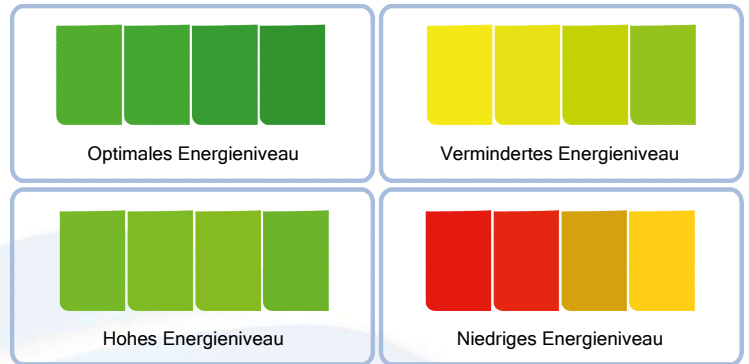 Optimales Energieniveau
Vermindertes Energieniveau
Hohes Energieniveau
Niedriges Energieniveau